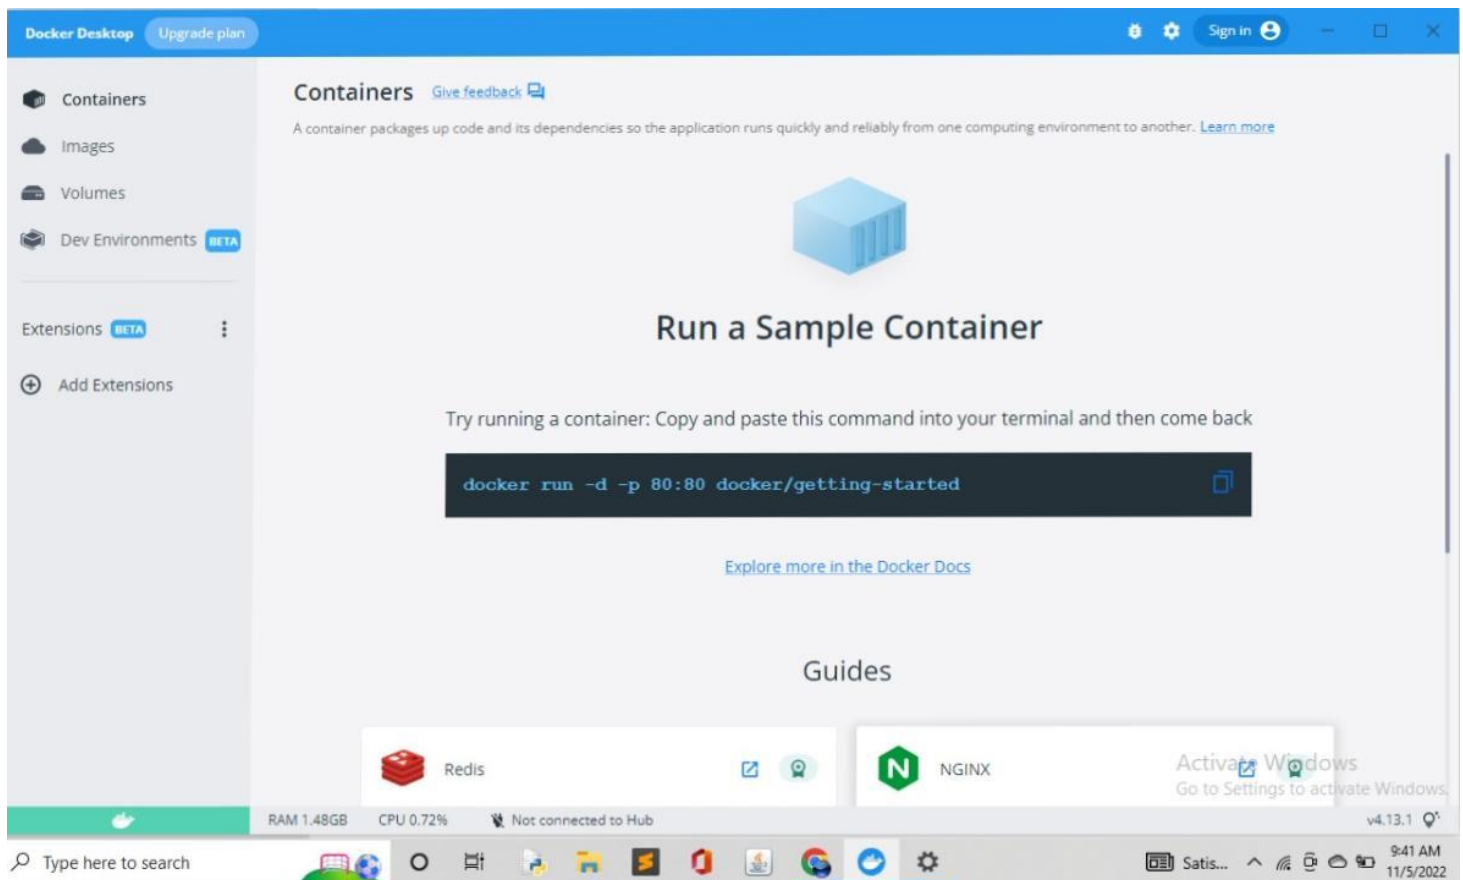 Docker Desktop Upgrade plan Sign in
Containers
Images
Volumes
Dev Environments BETA
Extensions BETA
Add Extensions
Containers Give feedback
A container packages up code and its dependencies so the application runs quickly and reliably from one computing environment to another. Learn more
Run a Sample Container
Try running a container: Copy and paste this command into your terminal and then come back
docker run -d -p 80:80 docker/getting-started
Explore more in the Docker Docs
Guides
Redis
NGINX
Activate Windows
Go to Settings to activate Windows.
RAM 1.48GB CPU 0.72% Not connected to Hub v4.13.1
Type here to search Satis... 9:41 AM
11/5/2022